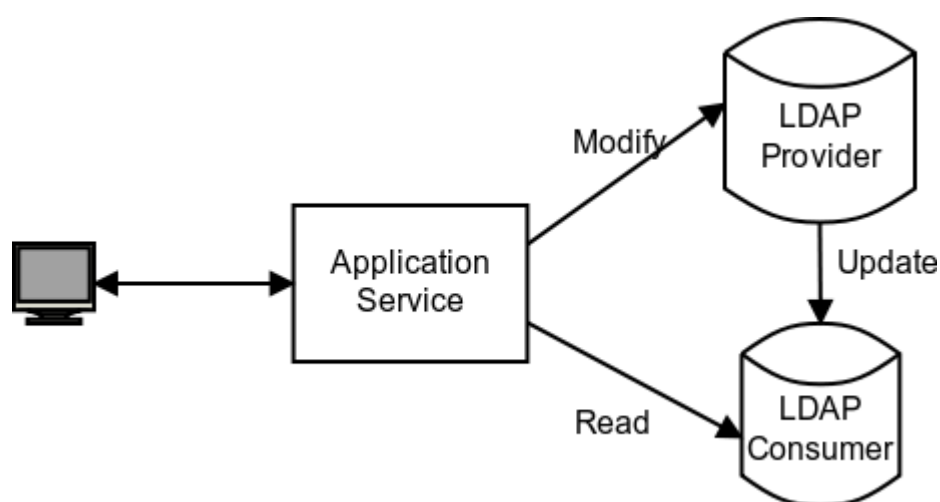 LDAP
Provider
Modify
Application
Service
Update
Read
LDAP
Consumer